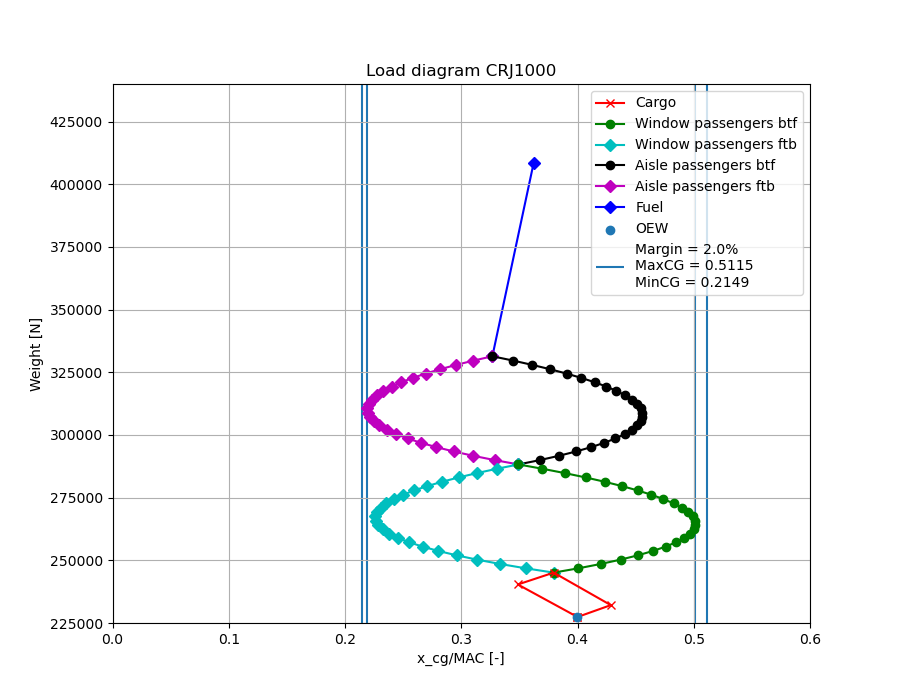 Load diagram CRJ1000
Cargo
Window passengers btf
Window passengers ftb
Aisle passengers btf
Aisle passengers ftb
Fuel
OEW
Margin = 2.0%
MaxCG = 0.5115
MinCG = 0.2149
Weight [N]
425000
400000
375000
350000
325000
300000
275000
250000
225000
0.0 0.1 0.2 0.3 0.4 0.5 0.6
x_cg/MAC [-]